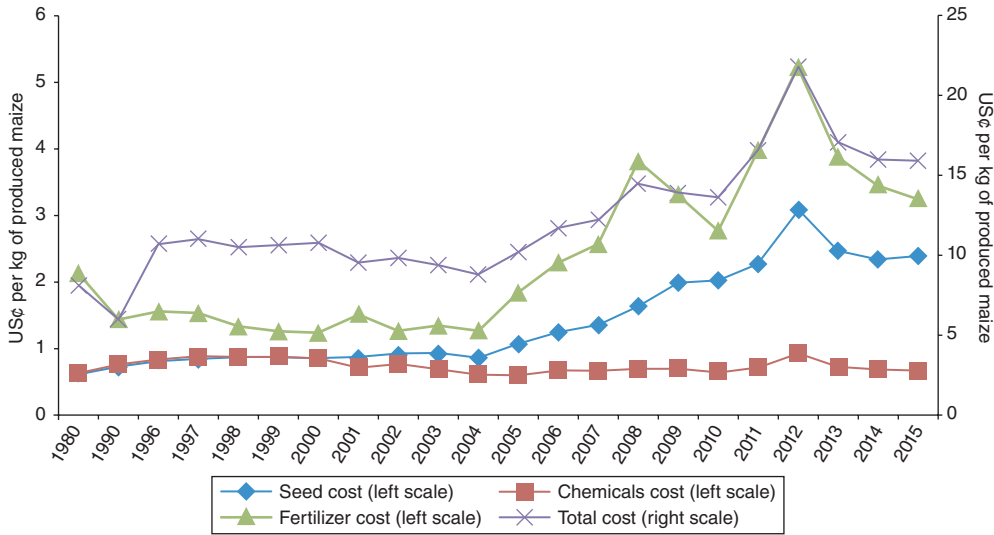 6
5
4
3
2
1
0
US¢ per kg of produced maize
25
20
15
10
5
0
US¢ per kg of produced maize
1980 1990 1996 1997 1998 1999 2000 2001 2002 2003 2004 2005 2006 2007 2008 2009 2010 2011 2012 2013 2014 2015
Seed cost (left scale) Chemicals cost (left scale)
Fertilizer cost (left scale) Total cost (right scale)